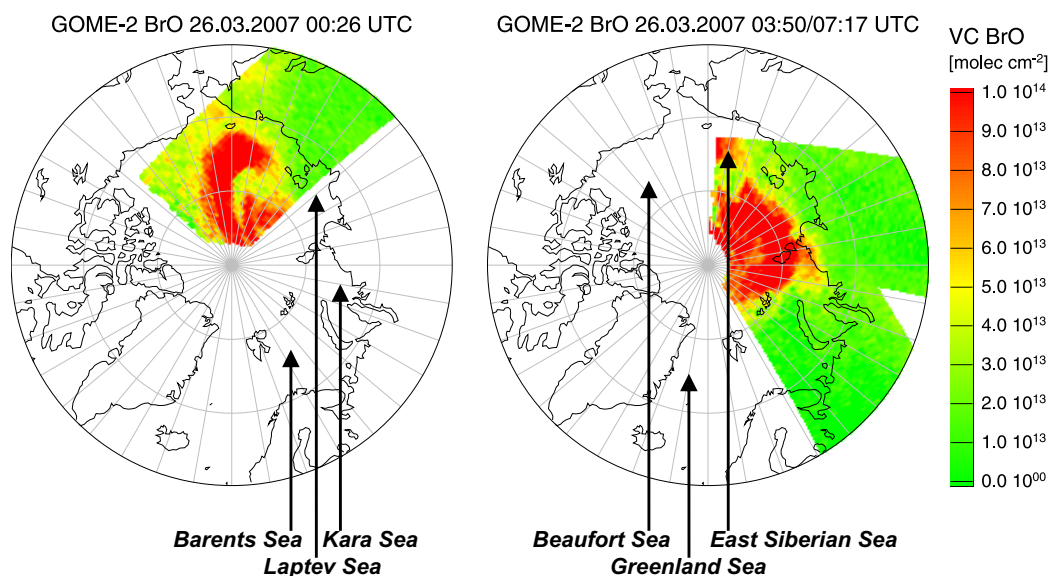 GOME-2 BrO 26.03.2007 00:26 UTC
GOME-2 BrO 26.03.2007 03:50/07:17 UTC
VC BrO
[molec cm⁻²]
1.0 10¹⁴
9.0 10¹³
8.0 10¹³
7.0 10¹³
6.0 10¹³
5.0 10¹³
4.0 10¹³
3.0 10¹³
2.0 10¹³
1.0 10¹³
0.0 10⁰⁰
Barents Sea Kara Sea
Laptev Sea
Beaufort Sea East Siberian Sea
Greenland Sea